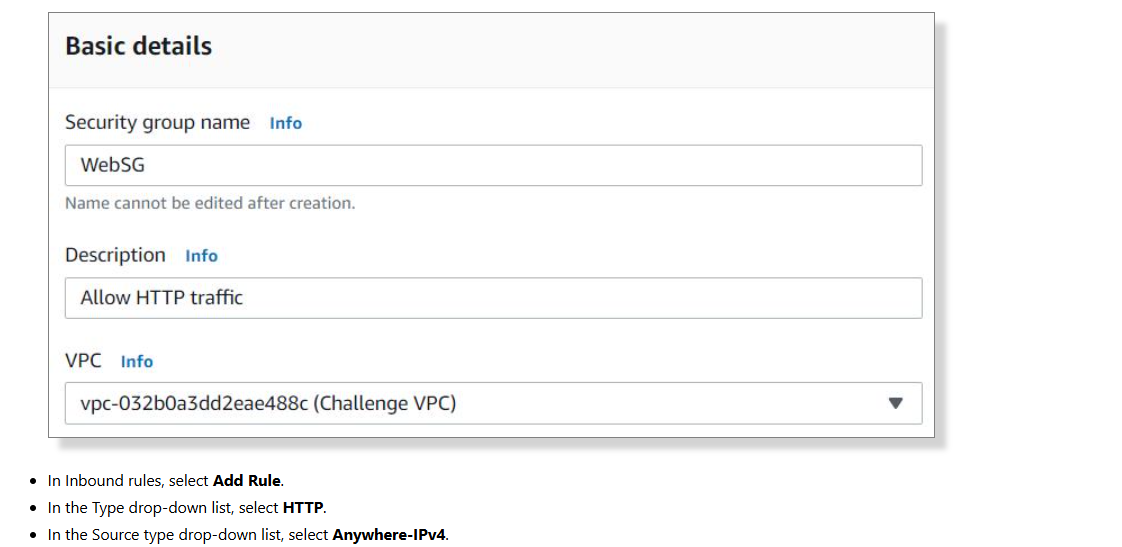 Basic details
Security group name Info
WebSG
Name cannot be edited after creation.
Description Info
Allow HTTP traffic
VPC Info
vpc-032b0a3dd2eae488c (Challenge VPC)
In Inbound rules, select Add Rule.
In the Type drop-down list, select HTTP.
In the Source type drop-down list, select Anywhere-IPv4.